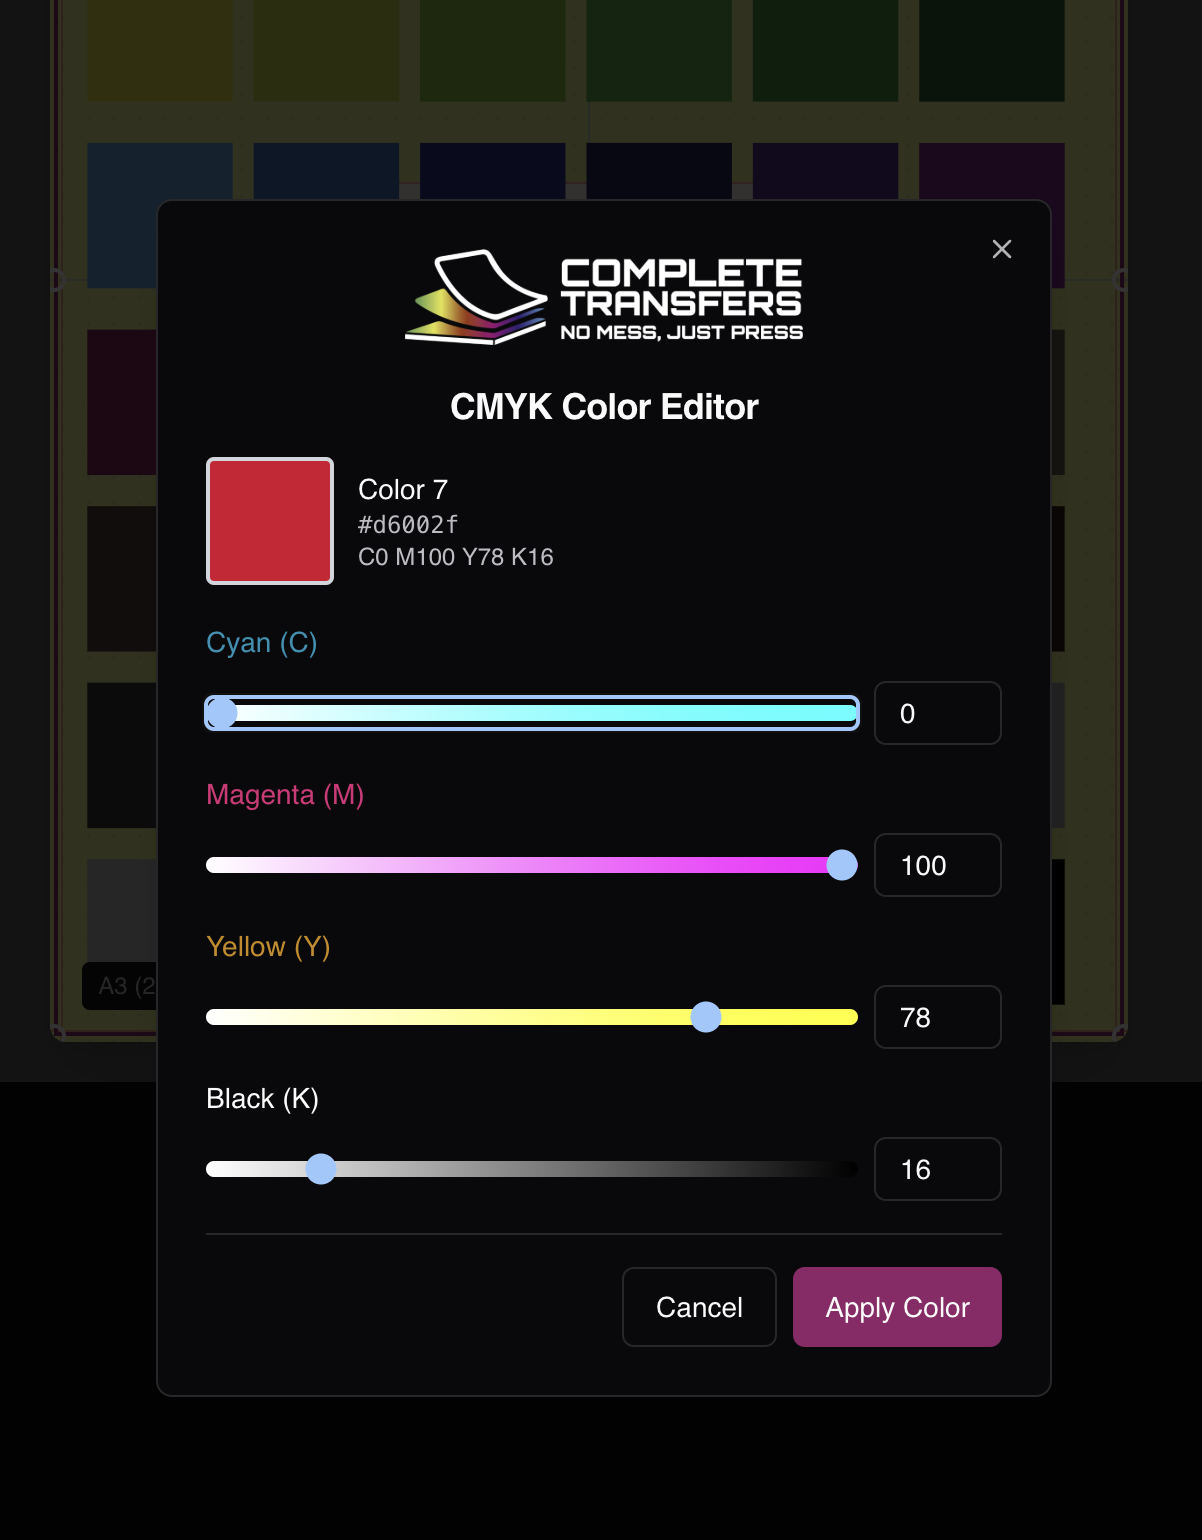 COMPLETE
TRANSFERS
NO MESS, JUST PRESS
CMYK Color Editor
Color 7
#d6002f
C0 M100 Y78 K16
Cyan (C)
0
Magenta (M)
100
Yellow (Y)
78
A3 (2
Black (K)
16
Cancel
Apply Color